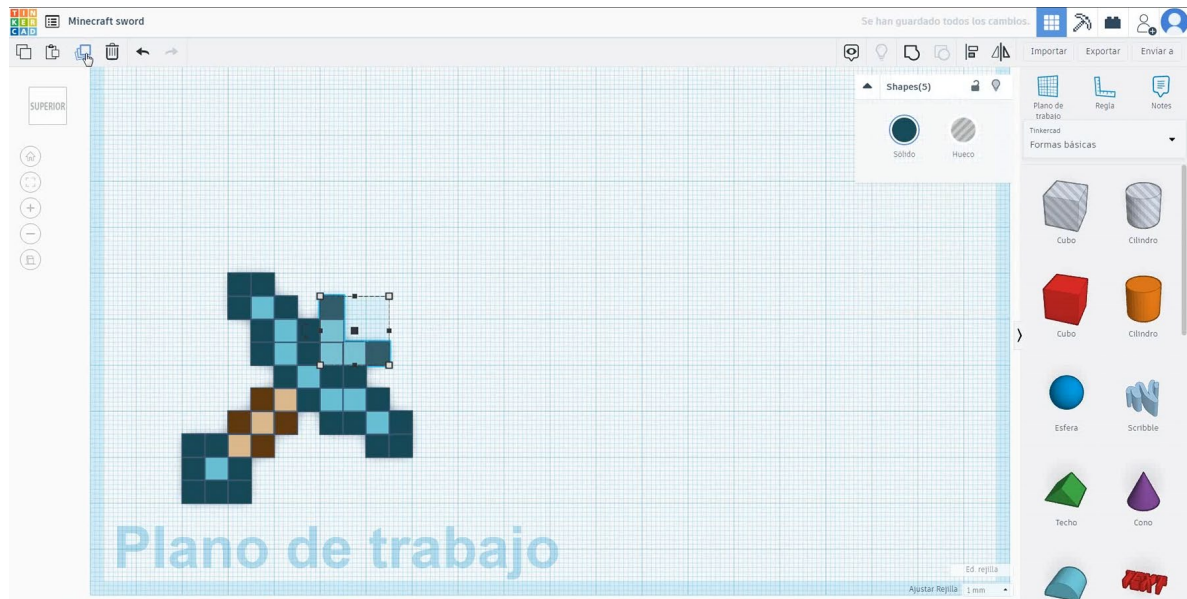 TIN
KER
CAD
Minecraft sword
Se han guardado todos los cambios.
Importar
Exportar
Enviar a
SUPERIOR
Shapes(5)
Sólido
Hueco
Plano de
trabajo
Regla
Notes
Tinkercad
Formas básicas
Cubo
Cilindro
Cubo
Cilindro
Esfera
Scribble
Techo
Cono
TEXT
Plano de trabajo
Ed. rejilla
Ajustar Rejilla
1 mm